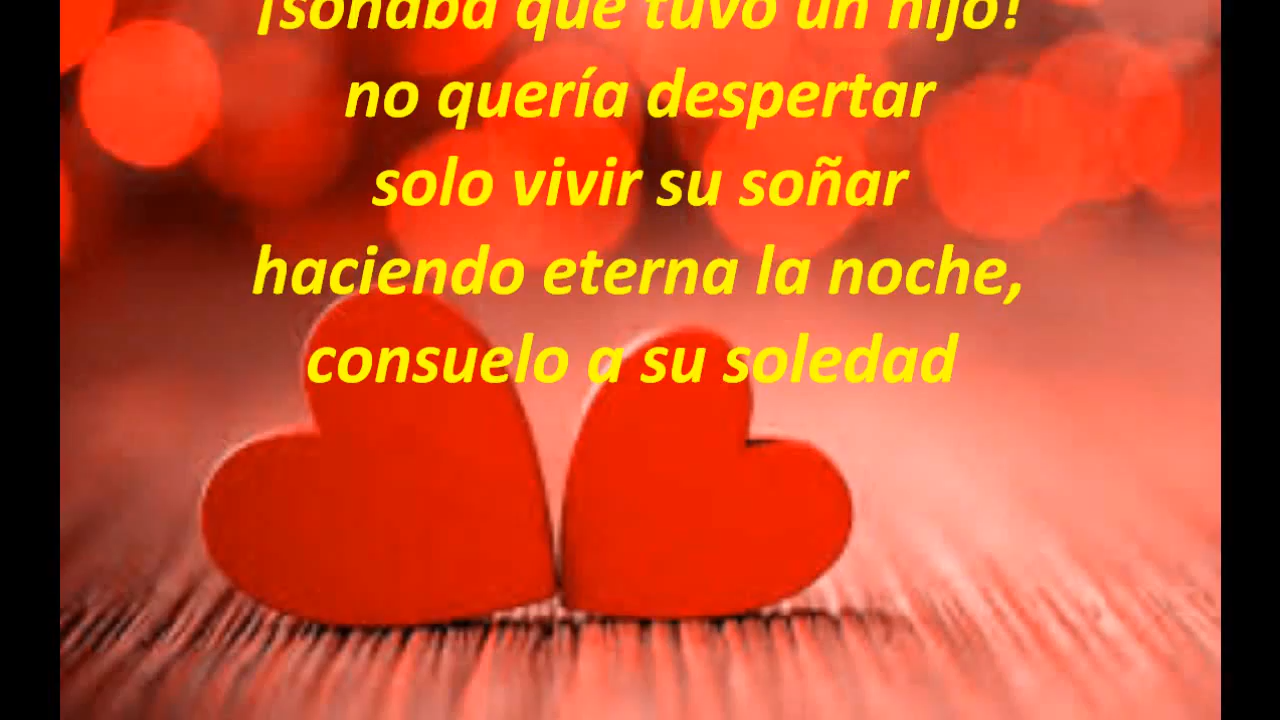 ¡soñaba que tuvo un hijo!
no quería despertar
solo vivir su soñar
haciendo eterna la noche,
consuelo a su soledad